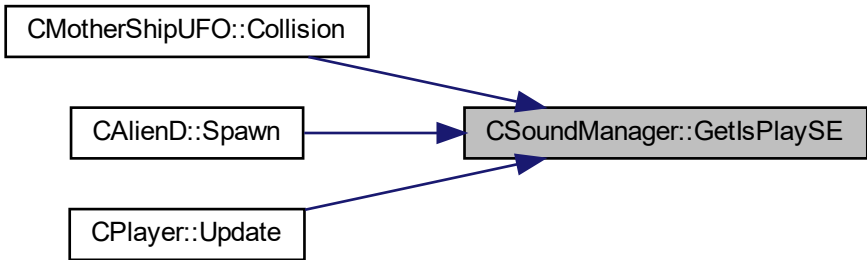 CMotherShipUFO::Collision
CAlienD::Spawn
CSoundManager::GetIsPlaySE
CPlayer::Update